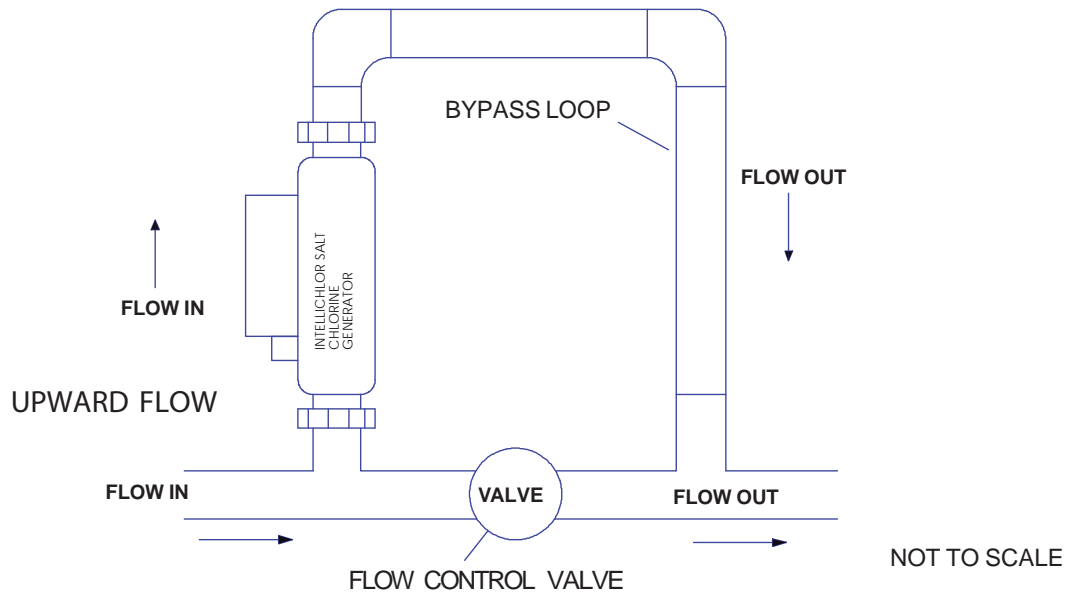 BYPASS LOOP
FLOW OUT
INTELLICHLOR SALT
CHLORINE
GENERATOR
FLOW IN
UPWARD FLOW
FLOW IN
VALVE
FLOW OUT
FLOW CONTROL VALVE
NOT TO SCALE